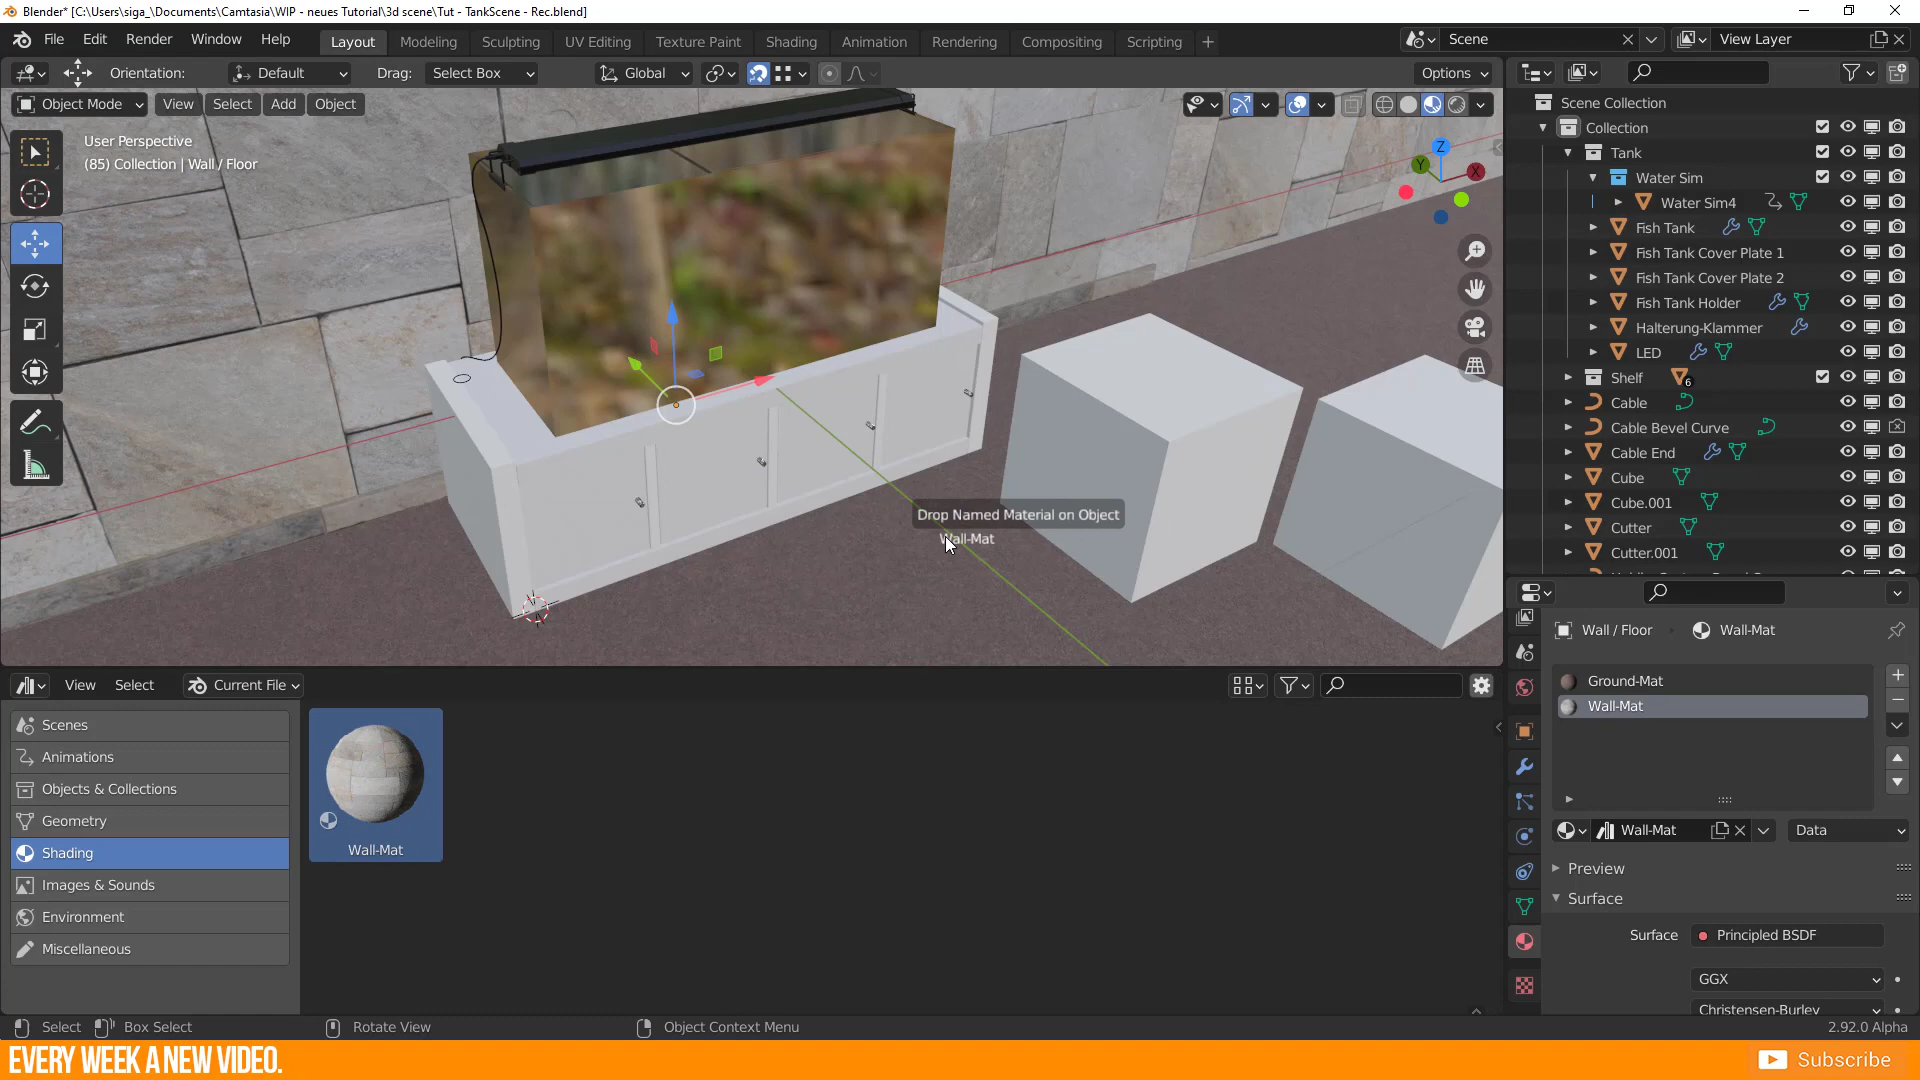 Blender* [C:\Users\siga_\Documents\Camtasia\WIP - neues Tutorial\3d scene\Tut - TankScene - Rec.blend]
File Edit Render Window Help Layout Modeling Sculpting UV Editing Texture Paint Shading Animation Rendering Compositing Scripting + Scene View Layer
Orientation: Default Drag: Select Box Global Options
Object Mode View Select Add Object
User Perspective
(85) Collection | Wall / Floor
Z
Y
X
Drop Named Material on Object
Wall-Mat
Scene Collection
Collection
Tank
Water Sim
Water Sim4
Fish Tank
Fish Tank Cover Plate 1
Fish Tank Cover Plate 2
Fish Tank Holder
Halterung-Klammer
LED
Shelf 6
Cable
Cable Bevel Curve
Cable End
Cube
Cube.001
Cutter
Cutter.001
Wall / Floor Wall-Mat
Ground-Mat
Wall-Mat
Wall-Mat Data
Preview
Surface
Surface Principled BSDF
GGX
Christensen-Burley
View Select Current File
Scenes
Animations
Objects & Collections
Geometry
Shading
Images & Sounds
Environment
Miscellaneous
Wall-Mat
Select Box Select Rotate View Object Context Menu 2.92.0 Alpha
EVERY WEEK A NEW VIDEO. Subscribe